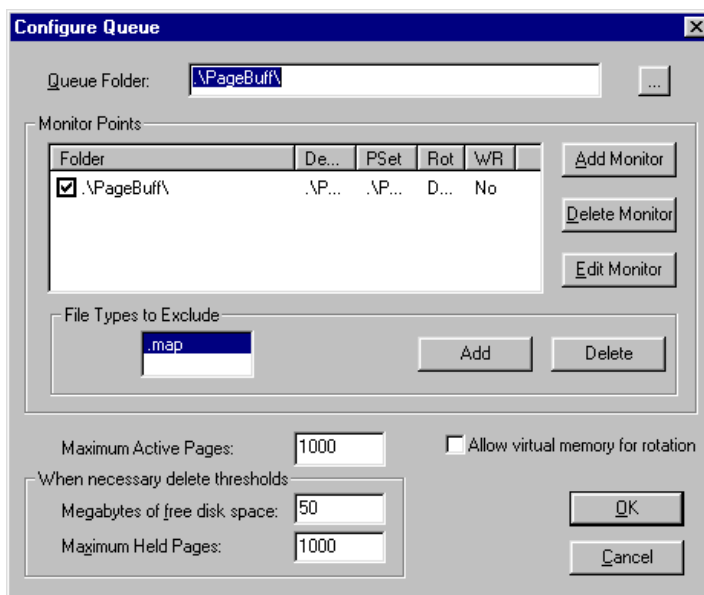 Configure Queue
Queue Folder: .\PageBuff\ ...
Monitor Points
Folder De... PSet Rot WR
.\PageBuff\ .\P... .\P... D... No
Add Monitor
Delete Monitor
Edit Monitor
File Types to Exclude
.map
Add Delete
Maximum Active Pages: 1000 Allow virtual memory for rotation
When necessary delete thresholds
Megabytes of free disk space: 50
Maximum Held Pages: 1000
OK
Cancel